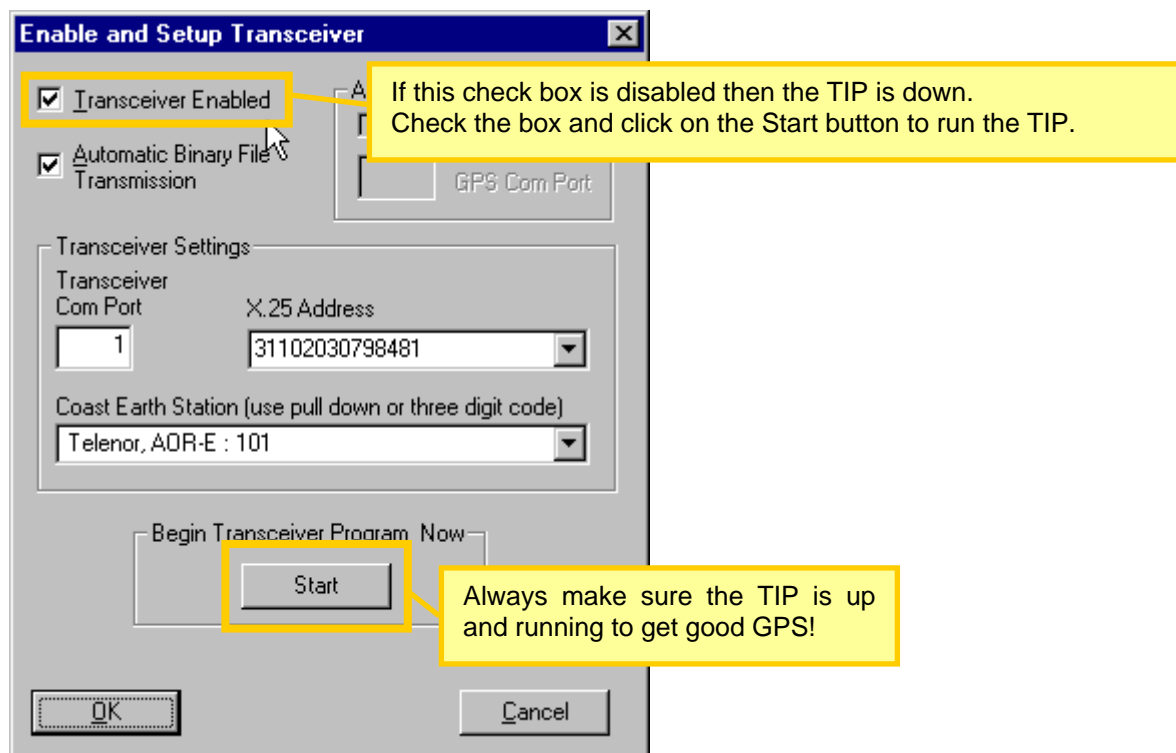 Enable and Setup Transceiver
Transceiver Enabled
If this check box is disabled then the TIP is down.
Check the box and click on the Start button to run the TIP.
Automatic Binary File
Transmission
GPS Com Port
Transceiver Settings
Transceiver
Com Port
X.25 Address
1
31102030798481
Coast Earth Station (use pull down or three digit code)
Telenor, AOR-E : 101
Begin Transceiver Program Now
Start
Always make sure the TIP is up
and running to get good GPS!
OK
Cancel